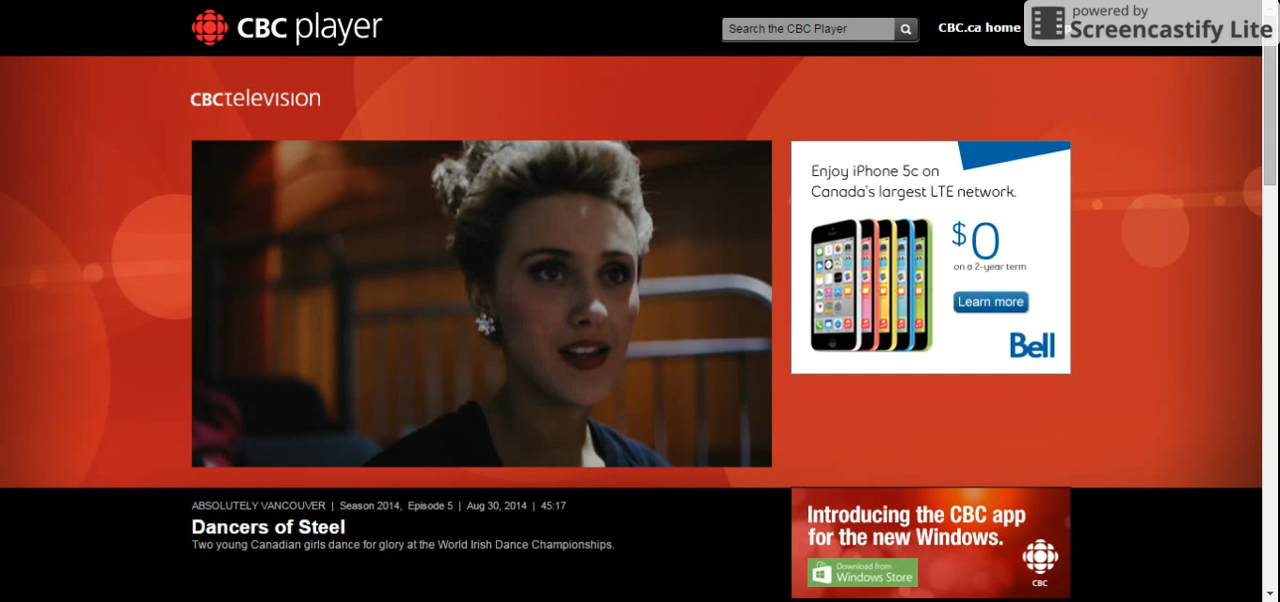 CBC player
Search the CBC Player
CBC.ca home
powered by
Screencastify Lite
CBCtelevision
Enjoy iPhone 5c on
Canada's largest LTE network.
$0
on a 2-year term
Learn more
Bell
ABSOLUTELY VANCOUVER | Season 2014, Episode 5 | Aug 30, 2014 | 45:17
Dancers of Steel
Two young Canadian girls dance for glory at the World Irish Dance Championships.
Introducing the CBC app
for the new Windows.
Download from
Windows Store
CBC